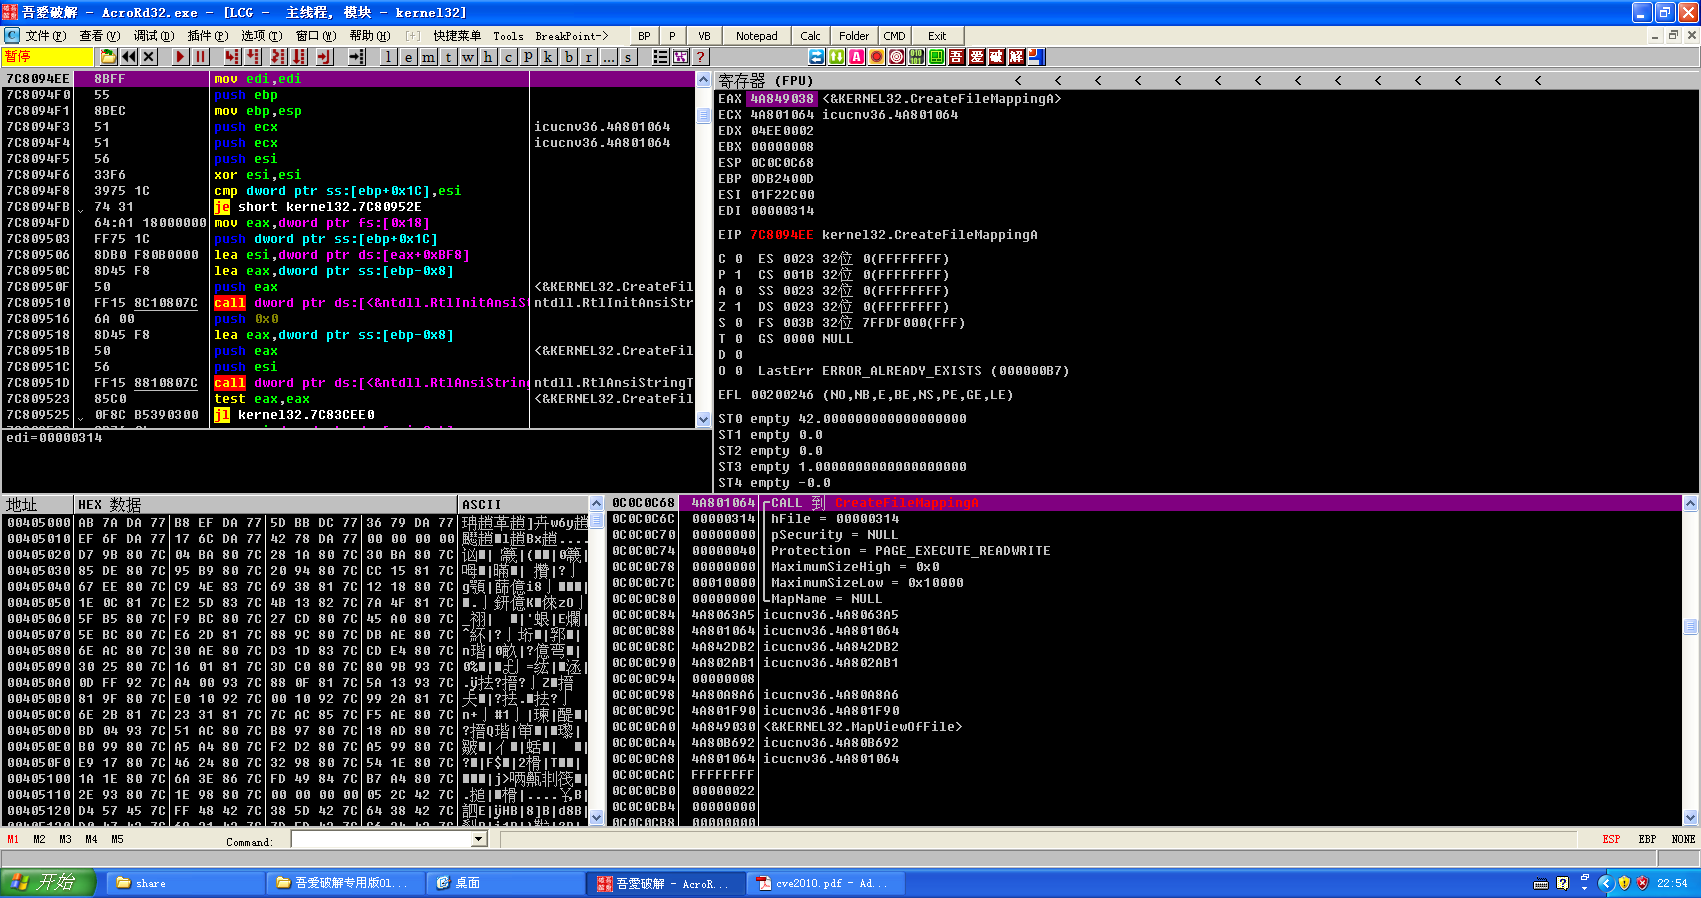 吾愛破解 - AcroRd32.exe - [LCG -  主线程, 模块 - kernel32]
文件(F) 查看(V) 调试(D) 插件(P) 选项(T) 窗口(W) 帮助(H) [+] 快捷菜单 Tools BreakPoint-> BP P VB Notepad Calc Folder CMD Exit
暂停 l e m t w h c P k b r ... s ?
7C8094EE 8BFF mov edi,edi
7C8094F0 55 push ebp
7C8094F1 8BEC mov ebp,esp
7C8094F3 51 push ecx icucnv36.4A801064
7C8094F4 51 push ecx icucnv36.4A801064
7C8094F5 56 push esi
7C8094F6 33F6 xor esi,esi
7C8094F8 3975 1C cmp dword ptr ss:[ebp+0x1C],esi
7C8094FB 74 31 je short kernel32.7C80952E
7C8094FD 64:A1 18000000 mov eax,dword ptr fs:[0x18]
7C809503 FF75 1C push dword ptr ss:[ebp+0x1C]
7C809506 8DB0 F80B0000 lea esi,dword ptr ds:[eax+0xBF8]
7C80950C 8D45 F8 lea eax,dword ptr ss:[ebp-0x8]
7C80950F 50 push eax <&KERNEL32.CreateFil
7C809510 FF15 8C10807C call dword ptr ds:[<&ntdll.RtlInitAnsiSt ntdll.RtlInitAnsiStr
7C809516 6A 00 push 0x0
7C809518 8D45 F8 lea eax,dword ptr ss:[ebp-0x8]
7C80951B 50 push eax <&KERNEL32.CreateFil
7C80951C 56 push esi
7C80951D FF15 8810807C call dword ptr ds:[<&ntdll.RtlAnsiString ntdll.RtlAnsiStringT
7C809523 85C0 test eax,eax <&KERNEL32.CreateFil
7C809525 0F8C B5390300 jl kernel32.7C83CEE0
edi=00000314
寄存器 (FPU) < < < < < < < < < < < < < <
EAX 4A849038 <&KERNEL32.CreateFileMappingA>
ECX 4A801064 icucnv36.4A801064
EDX 04EE0002
EBX 00000008
ESP 0C0C0C68
EBP 0DB2400D
ESI 01F22C00
EDI 00000314
EIP 7C8094EE kernel32.CreateFileMappingA
C 0 ES 0023 32位 0(FFFFFFFF)
P 1 CS 001B 32位 0(FFFFFFFF)
A 0 SS 0023 32位 0(FFFFFFFF)
Z 1 DS 0023 32位 0(FFFFFFFF)
S 0 FS 003B 32位 7FFDF000(FFF)
T 0 GS 0000 NULL
D 0
O 0 LastErr ERROR_ALREADY_EXISTS (000000B7)
EFL 00200246 (NO,NB,E,BE,NS,PE,GE,LE)
ST0 empty 42.000000000000000000
ST1 empty 0.0
ST2 empty 0.0
ST3 empty 1.0000000000000000000
ST4 empty -0.0
地址 HEX 数据 ASCII
00405000 AB 7A DA 77 B8 EF DA 77 5D BB DC 77 36 79 DA 77
00405010 EF 6F DA 77 17 6C DA 77 42 78 DA 77 00 00 00 00
00405020 D7 9B 80 7C 04 BA 80 7C 28 1A 80 7C 30 BA 80 7C
00405030 85 DE 80 7C 95 B9 80 7C 20 94 80 7C CC 15 81 7C
00405040 67 EE 80 7C C9 4E 83 7C 69 38 81 7C 12 18 80 7C
00405050 1E 0C 81 7C E2 5D 83 7C 4B 13 82 7C 7A 4F 81 7C
00405060 5F B5 80 7C F9 BC 80 7C 27 CD 80 7C 45 A0 80 7C
00405070 5E BC 80 7C E6 2D 81 7C 88 9C 80 7C DB AE 80 7C
00405080 6E AC 80 7C 30 AE 80 7C D3 1D 83 7C CD E4 80 7C
00405090 30 25 80 7C 16 01 81 7C 3D C0 80 7C 80 9B 93 7C
004050A0 0D FF 92 7C A4 00 93 7C 88 0F 81 7C 5A 13 93 7C
004050B0 81 9F 80 7C E0 10 92 7C 00 10 92 7C 99 2A 81 7C
004050C0 6E 2B 81 7C 23 31 81 7C 7C AC 85 7C F5 AE 80 7C
004050D0 BD 04 93 7C 51 AC 80 7C B8 97 80 7C 18 AD 80 7C
004050E0 B0 99 80 7C A5 A4 80 7C F2 D2 80 7C A5 99 80 7C
004050F0 E9 17 80 7C 46 24 80 7C 32 98 80 7C 54 1E 80 7C
00405100 1A 1E 80 7C 6A 3E 86 7C FD 49 84 7C B7 A4 80 7C
00405110 2E 93 80 7C 1E 98 80 7C 00 00 00 00 05 2C 42 7C
00405120 D4 57 45 7C FF 48 42 7C 38 5D 42 7C 64 38 42 7C
0C0C0C68 4A801064 CALL 到 CreateFileMappingA
0C0C0C6C 00000314 hFile = 00000314
0C0C0C70 00000000 pSecurity = NULL
0C0C0C74 00000040 Protection = PAGE_EXECUTE_READWRITE
0C0C0C78 00000000 MaximumSizeHigh = 0x0
0C0C0C7C 00010000 MaximumSizeLow = 0x10000
0C0C0C80 00000000 MapName = NULL
0C0C0C84 4A8063A5 icucnv36.4A8063A5
0C0C0C88 4A801064 icucnv36.4A801064
0C0C0C8C 4A842DB2 icucnv36.4A842DB2
0C0C0C90 4A802AB1 icucnv36.4A802AB1
0C0C0C94 00000008
0C0C0C98 4A80A8A6 icucnv36.4A80A8A6
0C0C0C9C 4A801F90 icucnv36.4A801F90
0C0C0CA0 4A849030 <&KERNEL32.MapViewOfFile>
0C0C0CA4 4A80B692 icucnv36.4A80B692
0C0C0CA8 4A801064 icucnv36.4A801064
0C0C0CAC FFFFFFFF
0C0C0CB0 00000022
0C0C0CB4 00000000
0C0C0CB8 00000000
M1 M2 M3 M4 M5 Command: ESP EBP NONE
开始 share 吾愛破解专用版01... 桌面 吾愛破解 - AcroR... cve2010.pdf - Ad... 22:54